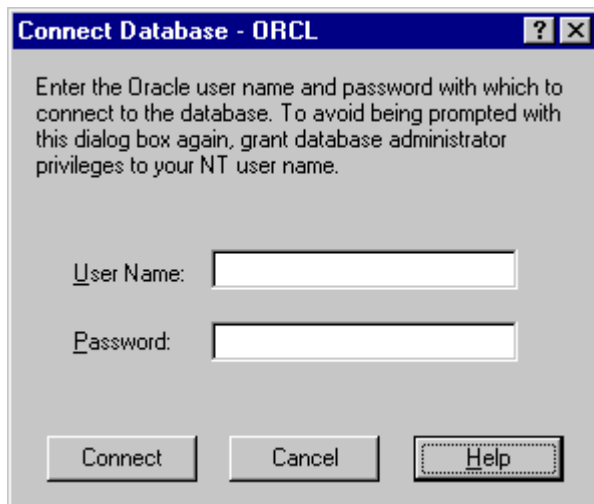 Connect Database - ORCL ? X
Enter the Oracle user name and password with which to
connect to the database. To avoid being prompted with
this dialog box again, grant database administrator
privileges to your NT user name.
User Name:
Password:
Connect Cancel Help